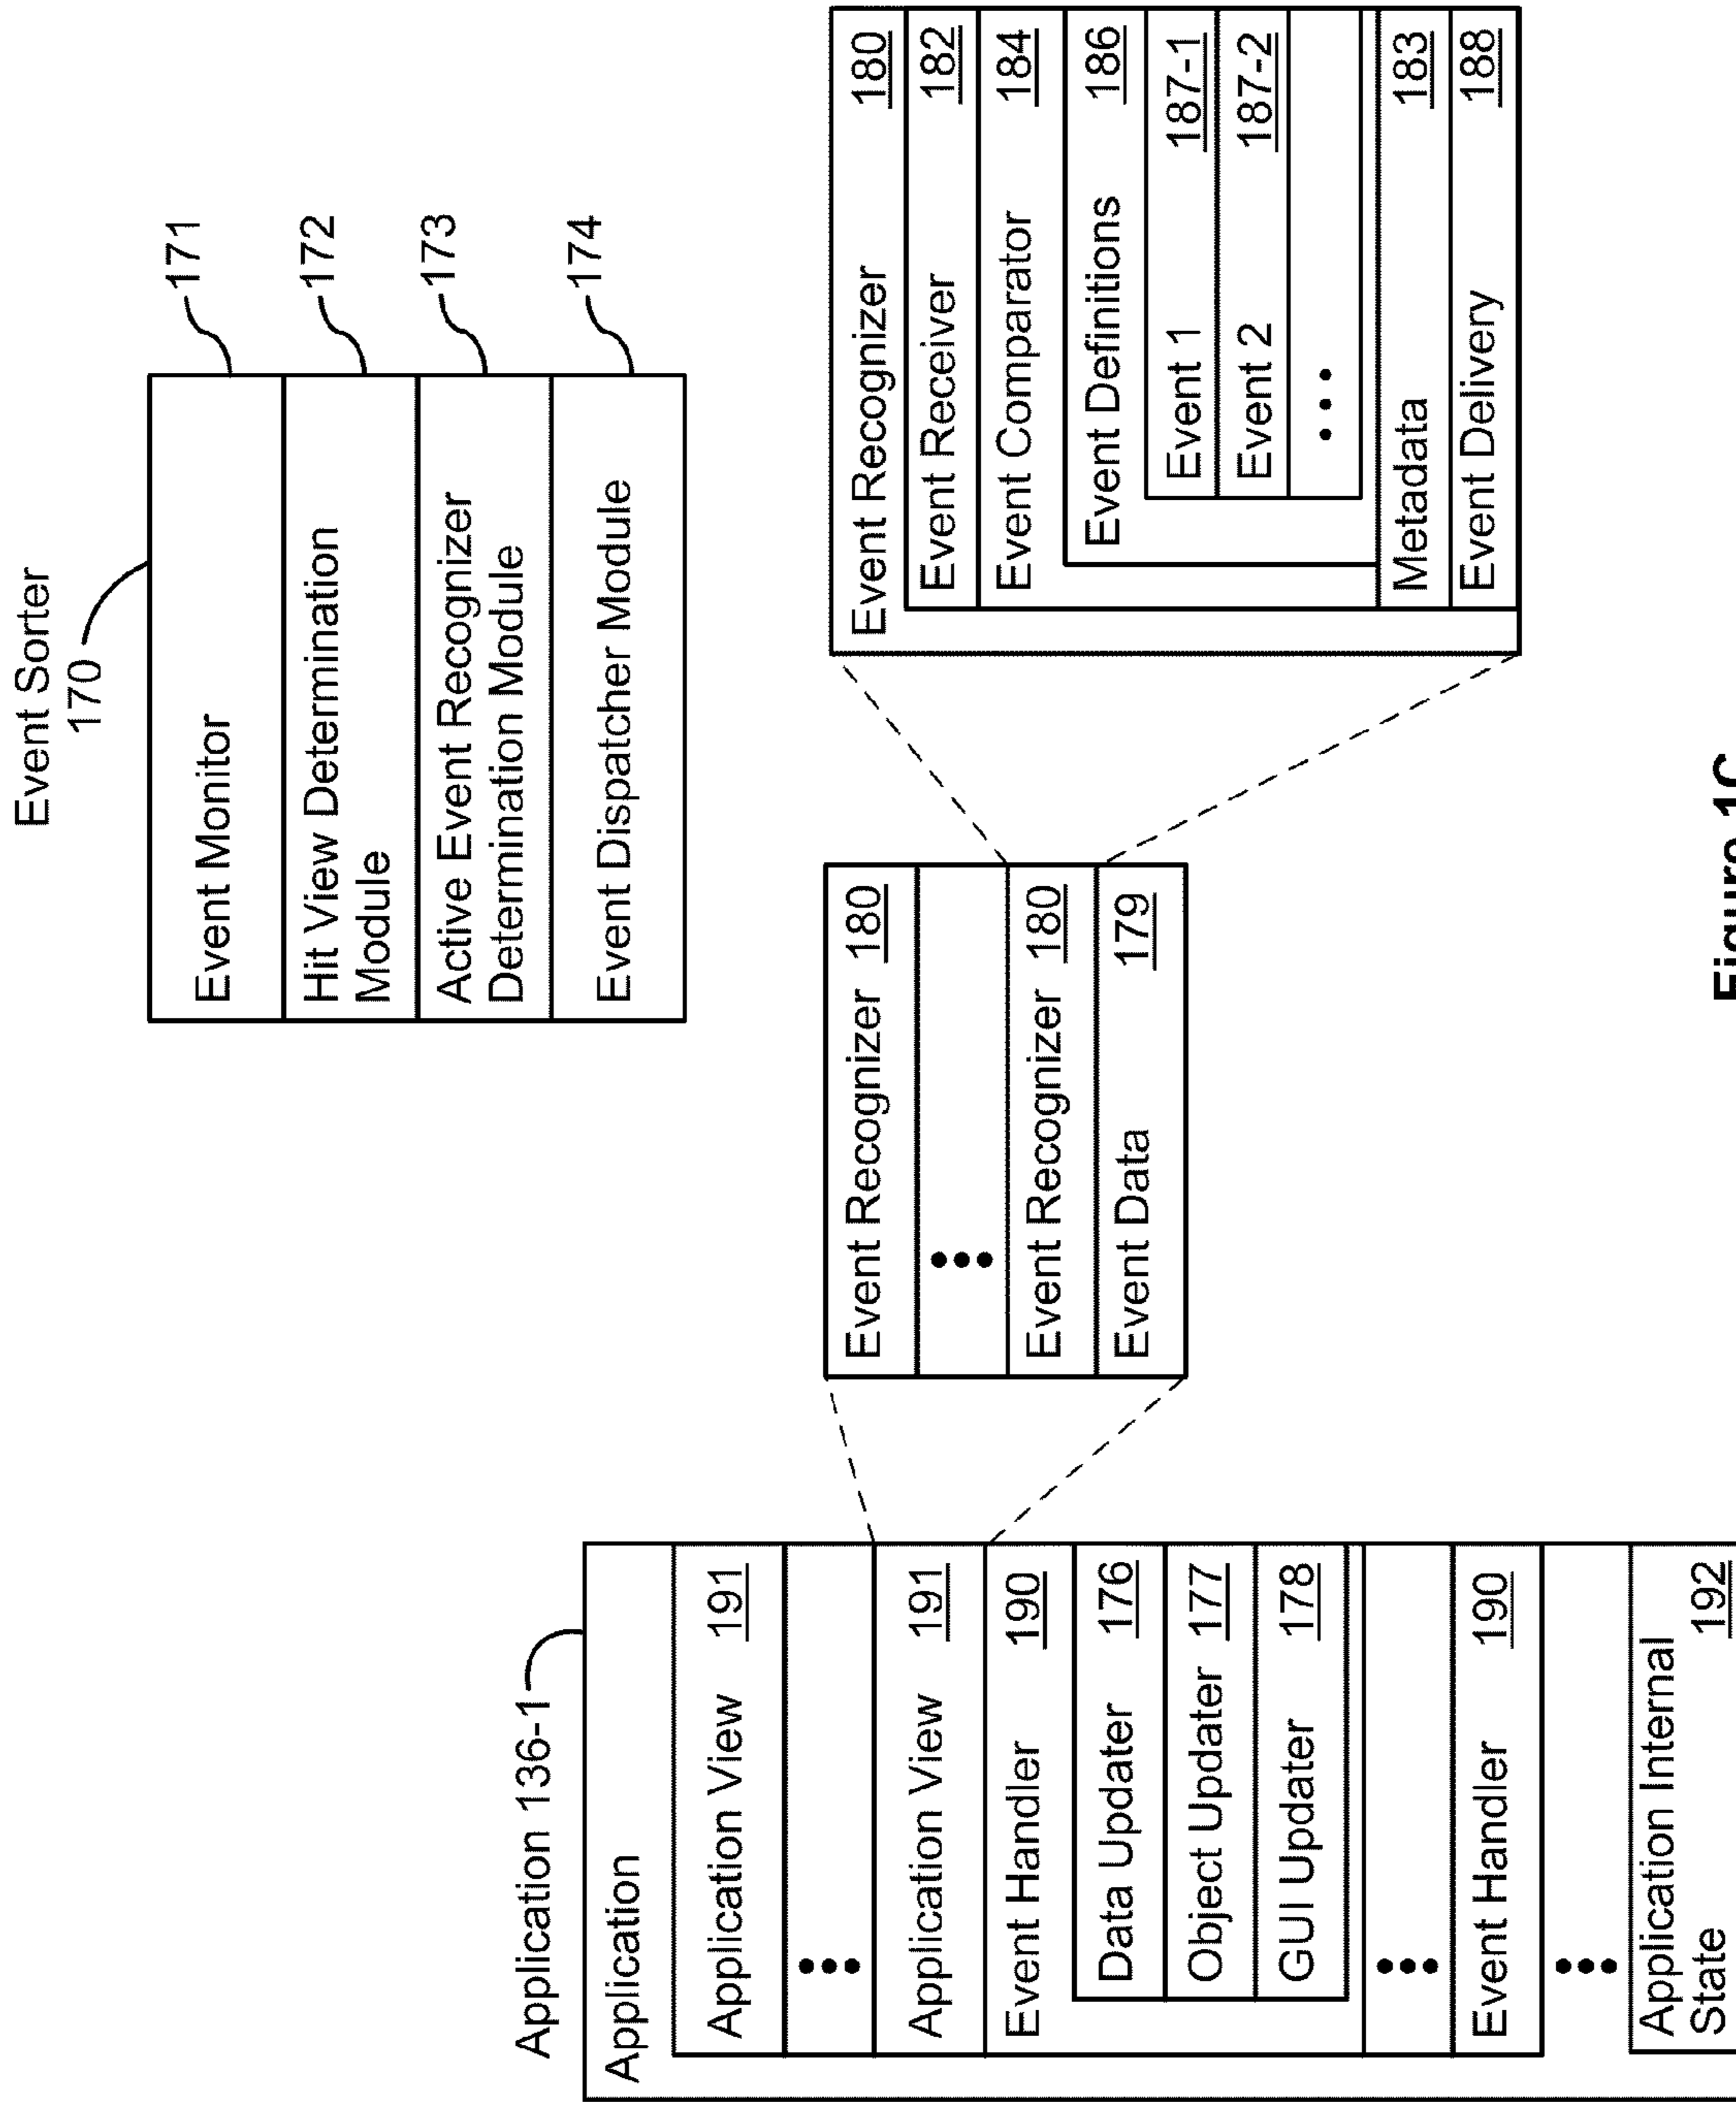 Event Sorter
170
Event Monitor
171
Hit View Determination
Module
172
Active Event Recognizer
Determination Module
173
Event Dispatcher Module
174
Application 136-1
Application
Application View 191
•••
Application View 191
Event Handler 190
Data Updater 176
Object Updater 177
GUI Updater 178
•••
Event Handler 190
•••
Application Internal
State 192
Event Recognizer 180
•••
Event Recognizer 180
Event Data 179
Event Recognizer 180
Event Receiver 182
Event Comparator 184
Event Definitions 186
Event 1 187-1
Event 2 187-2
•••
Metadata 183
Event Delivery 188
Figure 1C